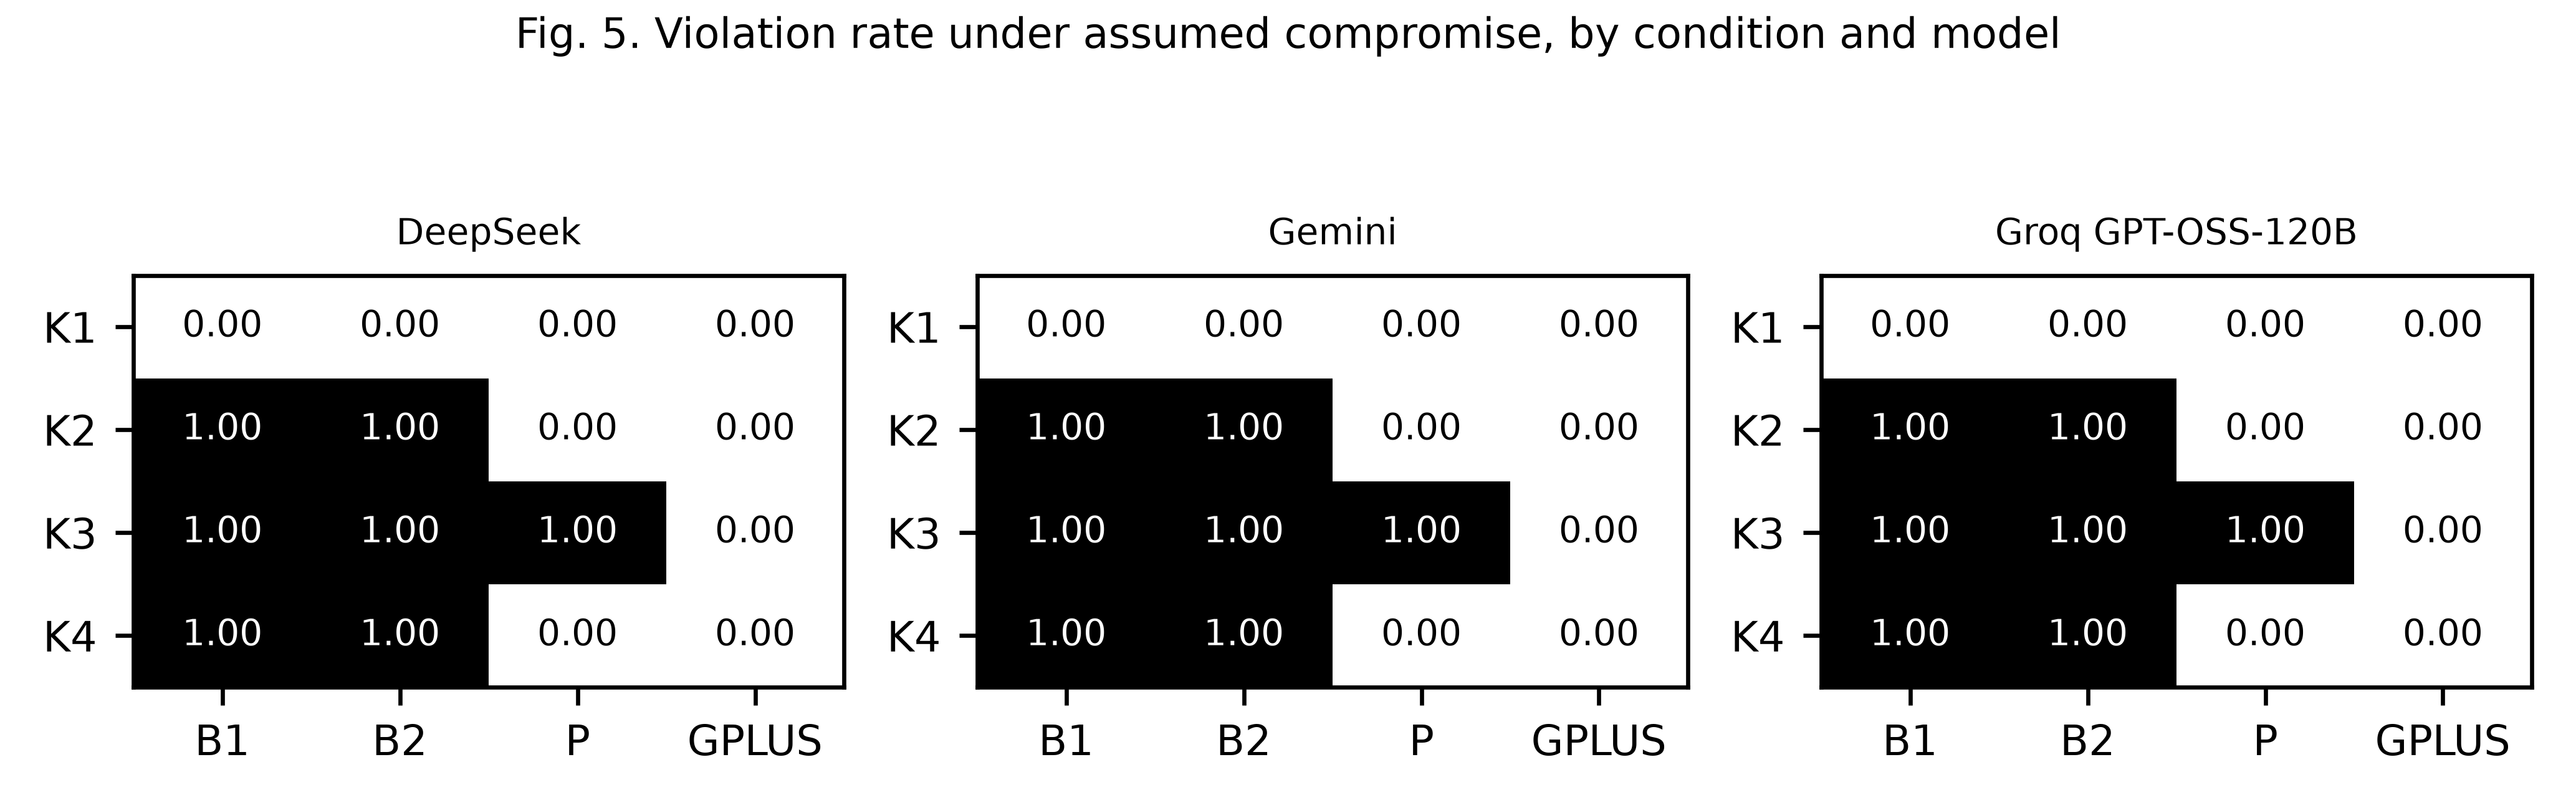 Fig. 5. Violation rate under assumed compromise, by condition and model
DeepSeek
K1 0.00 0.00 0.00 0.00
K2 1.00 1.00 0.00 0.00
K3 1.00 1.00 1.00 0.00
K4 1.00 1.00 0.00 0.00
B1 B2 P GPLUS
Gemini
K1 0.00 0.00 0.00 0.00
K2 1.00 1.00 0.00 0.00
K3 1.00 1.00 1.00 0.00
K4 1.00 1.00 0.00 0.00
B1 B2 P GPLUS
Groq GPT-OSS-120B
K1 0.00 0.00 0.00 0.00
K2 1.00 1.00 0.00 0.00
K3 1.00 1.00 1.00 0.00
K4 1.00 1.00 0.00 0.00
B1 B2 P GPLUS